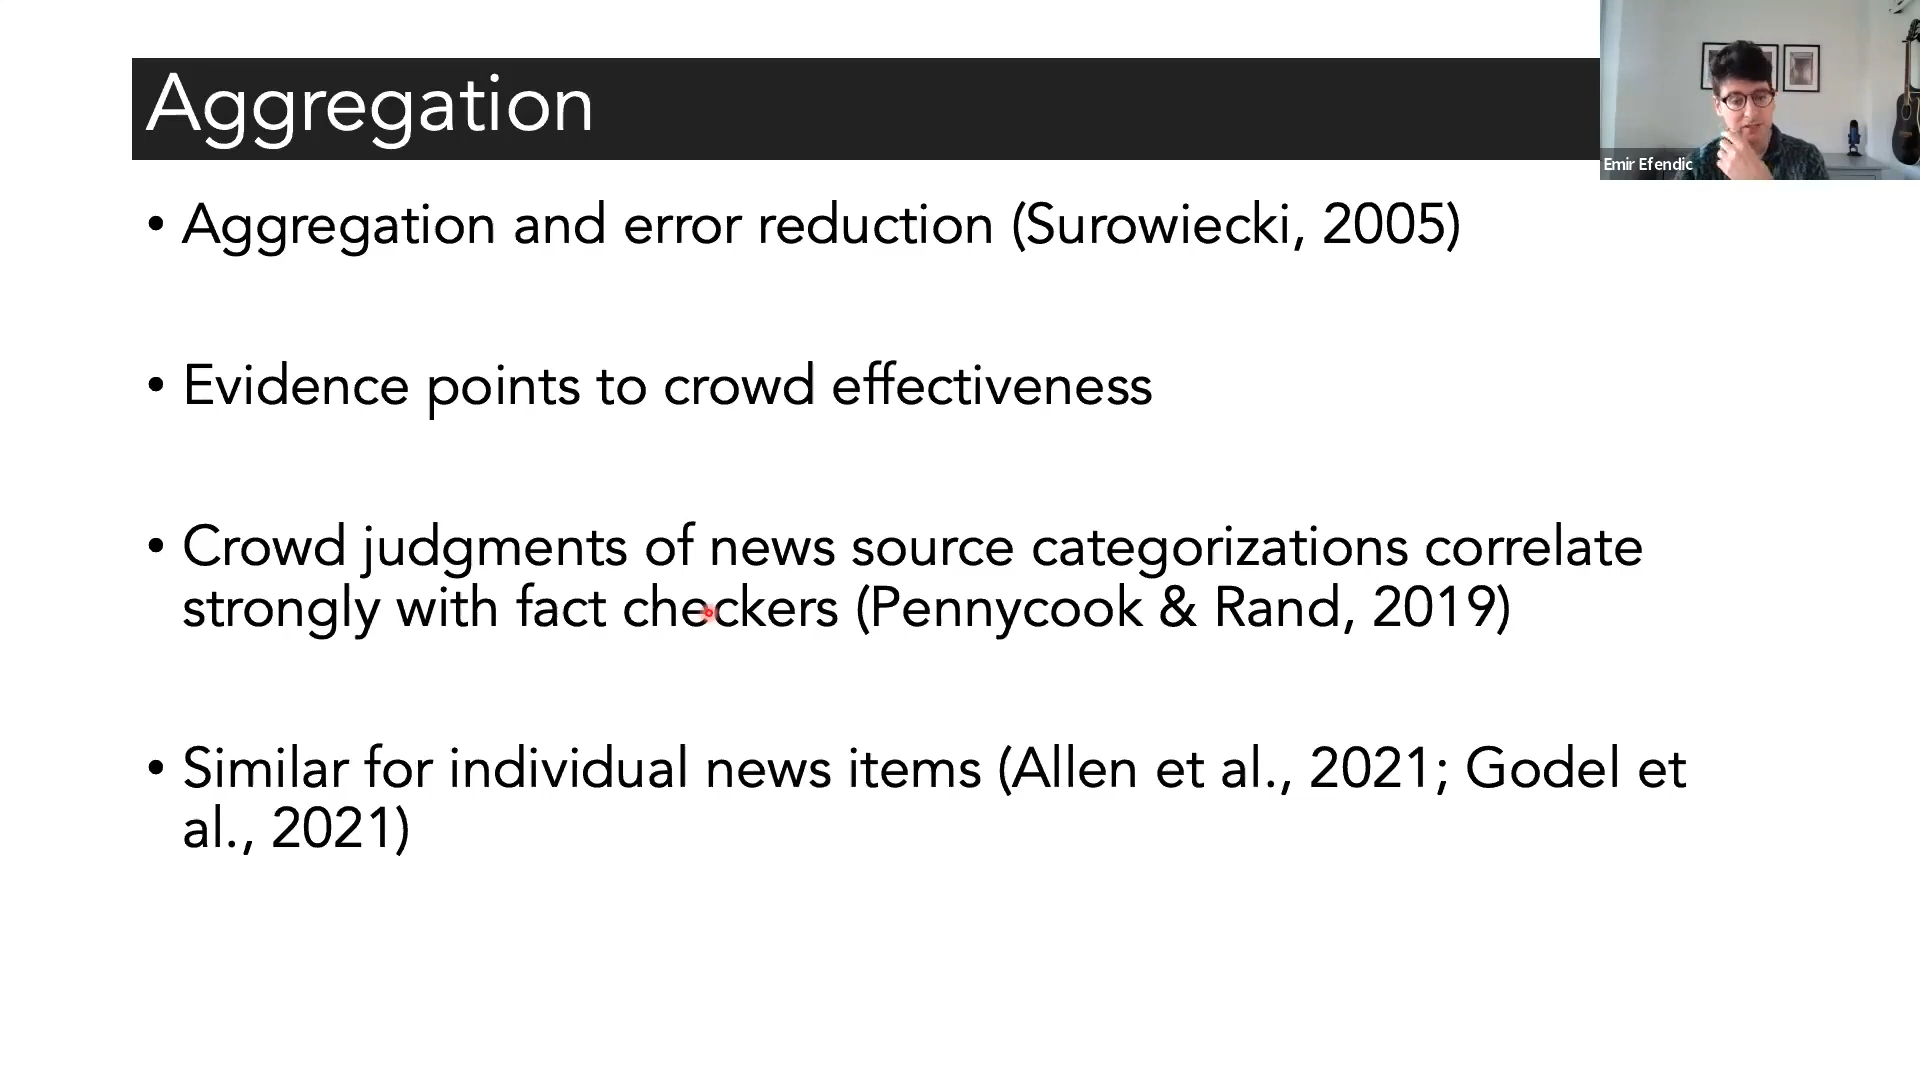 Aggregation
Emir Efendic
• Aggregation and error reduction (Surowiecki, 2005)
• Evidence points to crowd effectiveness
• Crowd judgments of news source categorizations correlate
strongly with fact checkers (Pennycook & Rand, 2019)
• Similar for individual news items (Allen et al., 2021; Godel et
al., 2021)